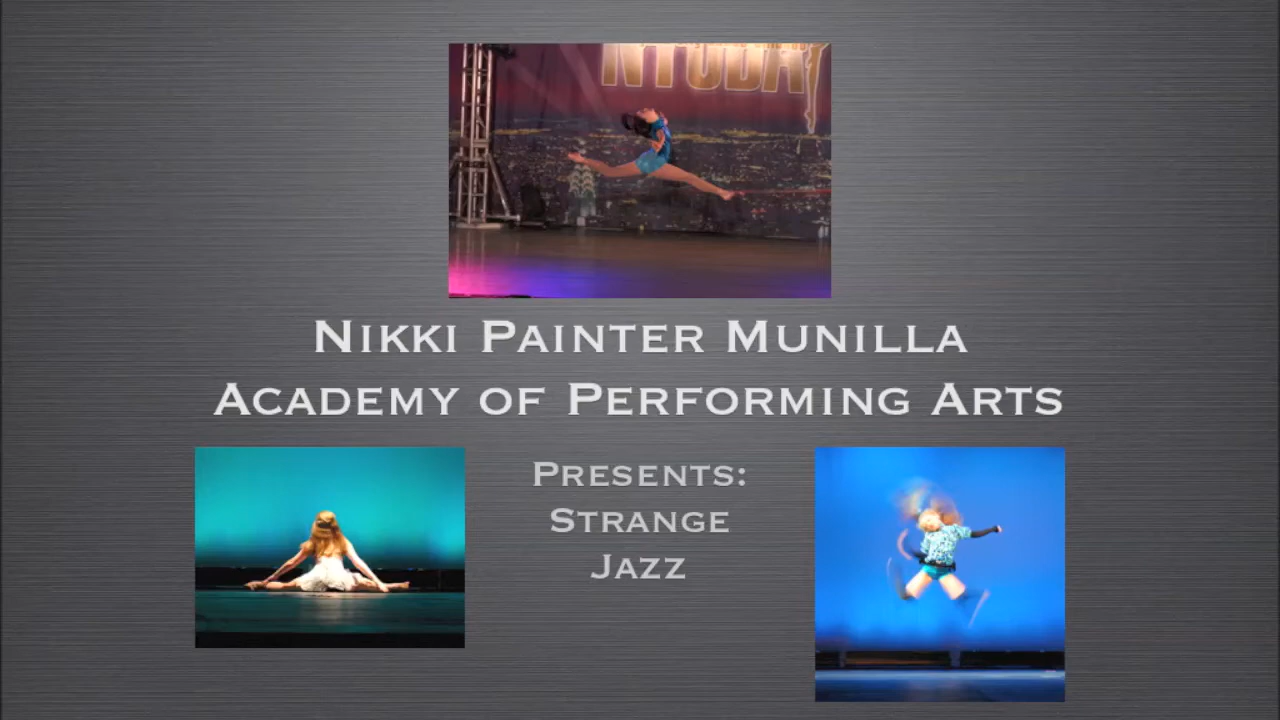 Nikki Painter Munilla
Academy of Performing Arts
Presents:
Strange
Jazz